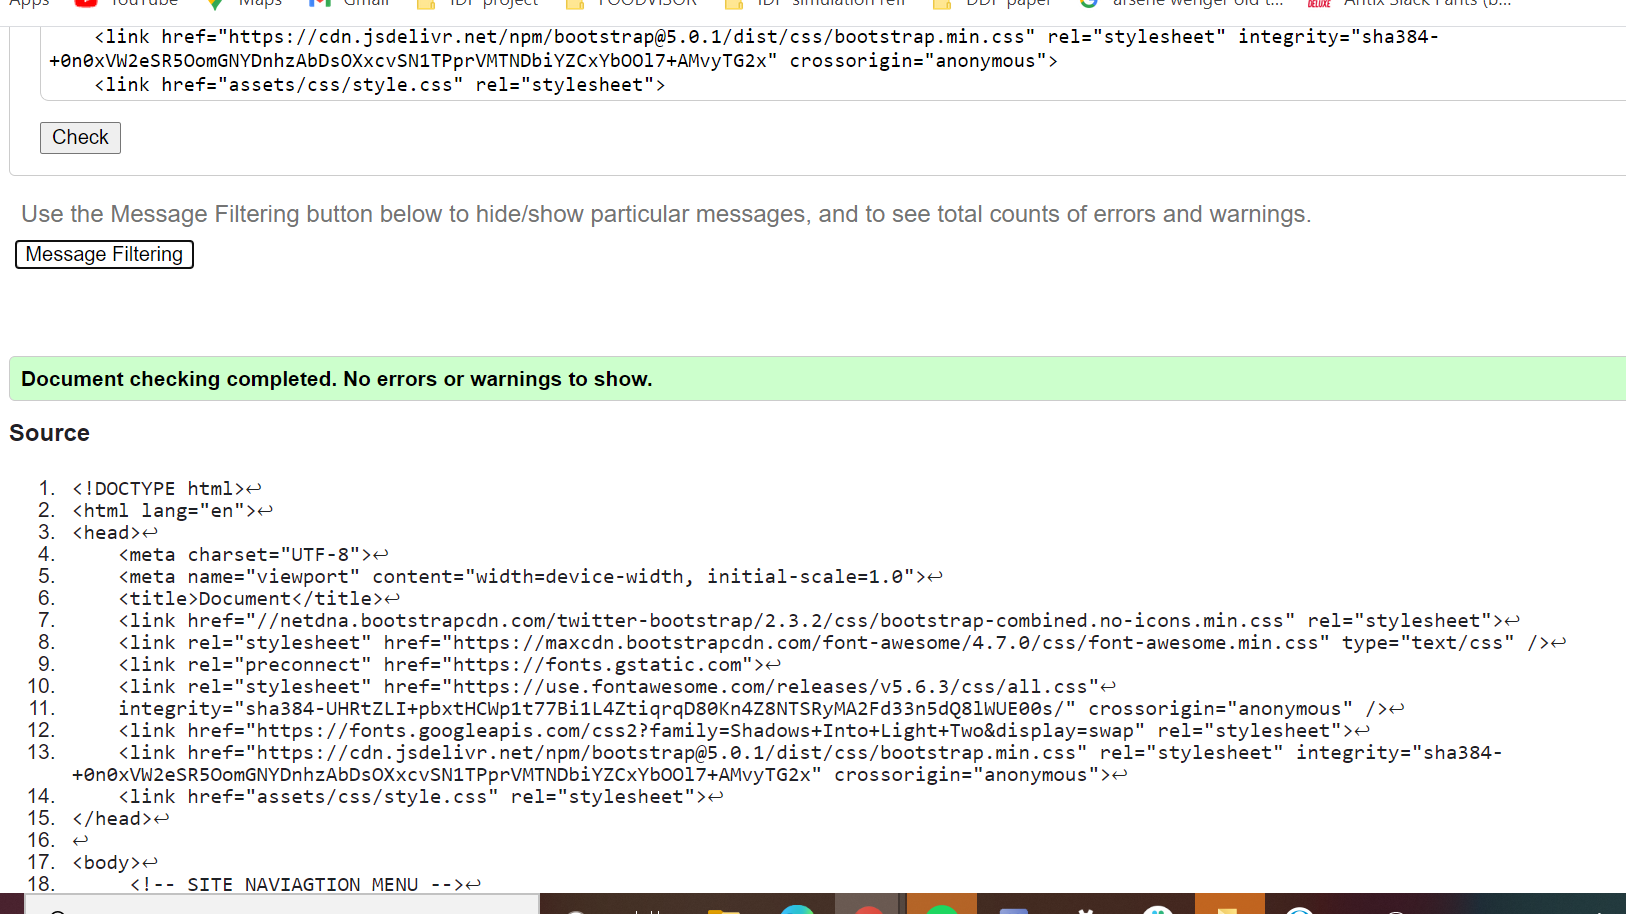 Apps YouTube Maps Gmail IDP project FOODVISOR IDP simulation refl DDP paper arsene wenger old t... Antix Slack Pants (b...
<link href="https://cdn.jsdelivr.net/npm/bootstrap@5.0.1/dist/css/bootstrap.min.css" rel="stylesheet" integrity="sha384-
+0n0xVW2eSR5OomGNYDnhzAbDsOXxcvSN1TPprVMTNDbiYZCxYbOOl7+AMvyTG2x" crossorigin="anonymous">
<link href="assets/css/style.css" rel="stylesheet">
Check
Use the Message Filtering button below to hide/show particular messages, and to see total counts of errors and warnings.
Message Filtering
Document checking completed. No errors or warnings to show.
Source
1. <!DOCTYPE html>↩
2. <html lang="en">↩
3. <head>↩
4. <meta charset="UTF-8">↩
5. <meta name="viewport" content="width=device-width, initial-scale=1.0">↩
6. <title>Document</title>↩
7. <link href="//netdna.bootstrapcdn.com/twitter-bootstrap/2.3.2/css/bootstrap-combined.no-icons.min.css" rel="stylesheet">↩
8. <link rel="stylesheet" href="https://maxcdn.bootstrapcdn.com/font-awesome/4.7.0/css/font-awesome.min.css" type="text/css" />↩
9. <link rel="preconnect" href="https://fonts.gstatic.com">↩
10. <link rel="stylesheet" href="https://use.fontawesome.com/releases/v5.6.3/css/all.css"↩
11. integrity="sha384-UHRtZLI+pbxtHCWp1t77Bi1L4ZtiqrqD80Kn4Z8NTSRyMA2Fd33n5dQ8lWUE00s/" crossorigin="anonymous" />↩
12. <link href="https://fonts.googleapis.com/css2?family=Shadows+Into+Light+Two&display=swap" rel="stylesheet">↩
13. <link href="https://cdn.jsdelivr.net/npm/bootstrap@5.0.1/dist/css/bootstrap.min.css" rel="stylesheet" integrity="sha384-
+0n0xVW2eSR5OomGNYDnhzAbDsOXxcvSN1TPprVMTNDbiYZCxYbOOl7+AMvyTG2x" crossorigin="anonymous">↩
14. <link href="assets/css/style.css" rel="stylesheet">↩
15. </head>↩
16. ↩
17. <body>↩
18. <!-- SITE NAVIAGTION MENU -->↩